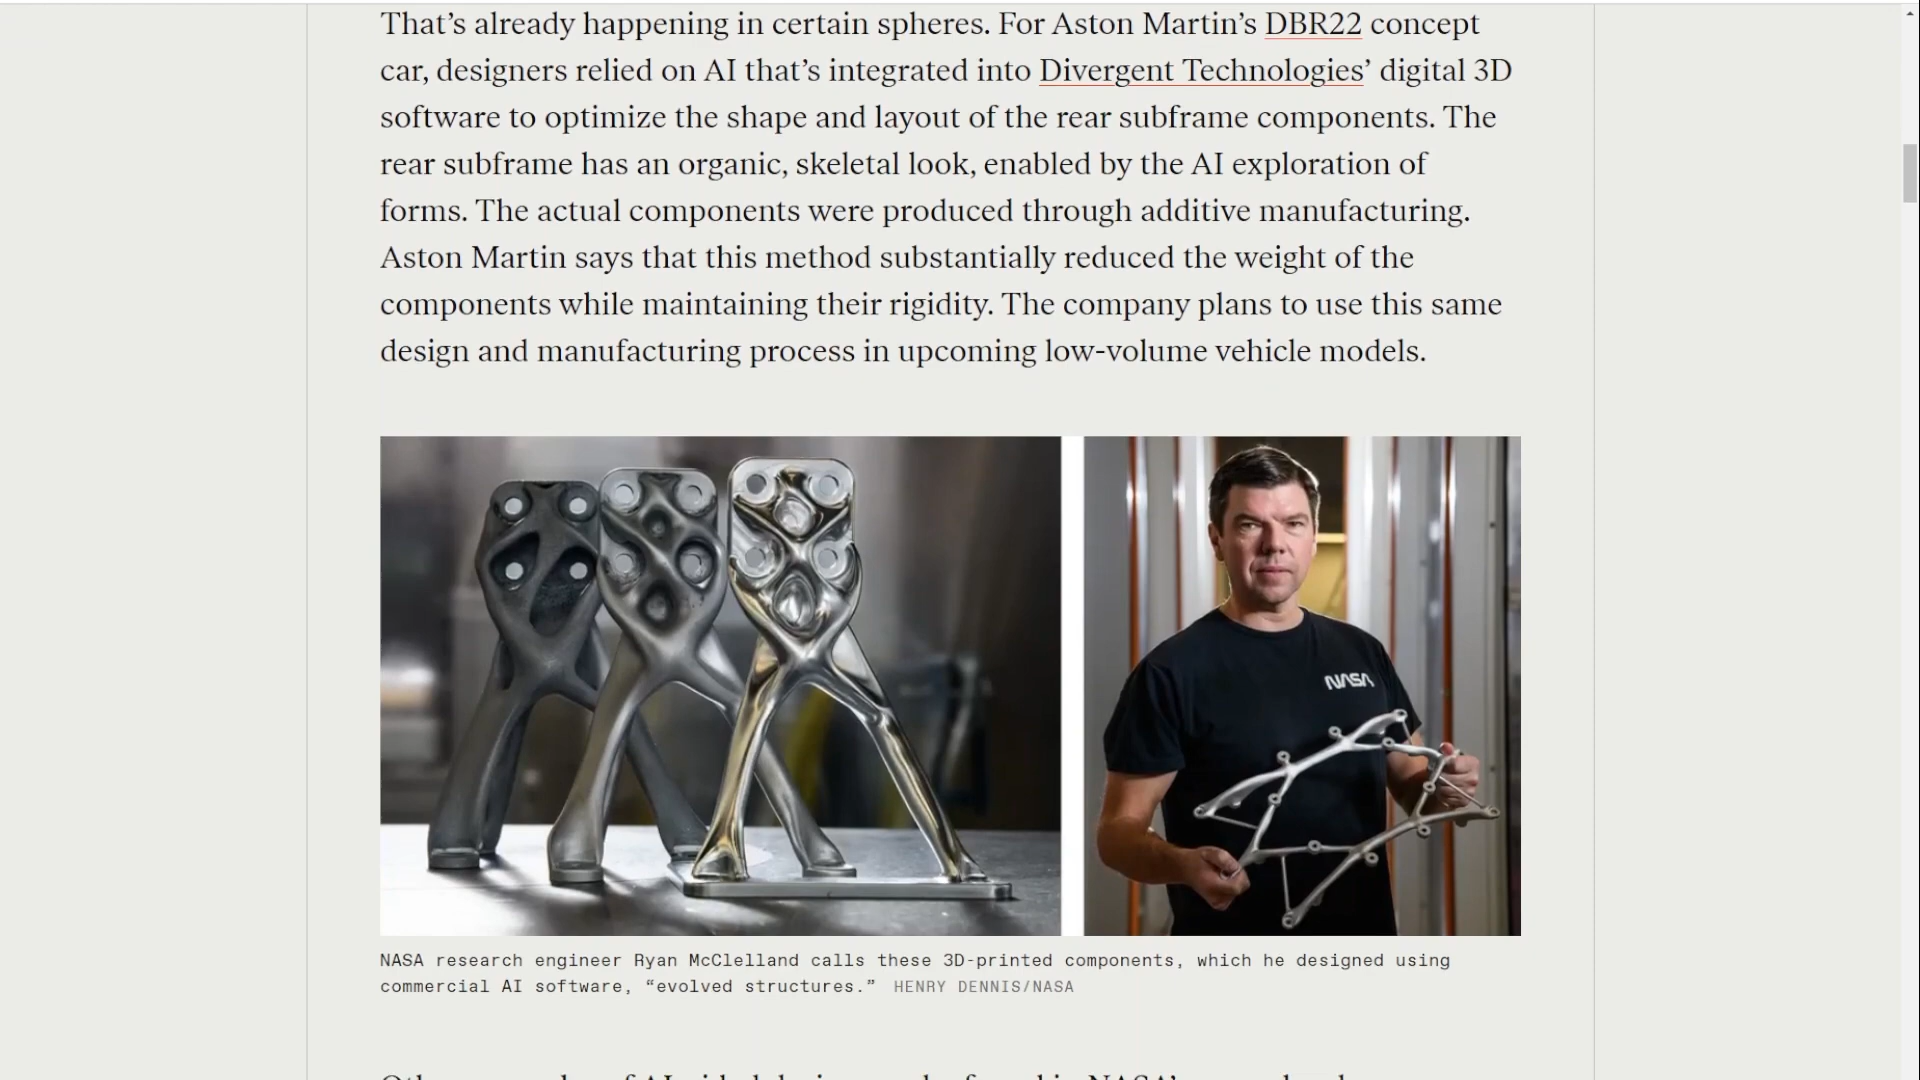 That’s already happening in certain spheres. For Aston Martin’s DBR22 concept
car, designers relied on AI that’s integrated into Divergent Technologies’ digital 3D
software to optimize the shape and layout of the rear subframe components. The
rear subframe has an organic, skeletal look, enabled by the AI exploration of
forms. The actual components were produced through additive manufacturing.
Aston Martin says that this method substantially reduced the weight of the
components while maintaining their rigidity. The company plans to use this same
design and manufacturing process in upcoming low-volume vehicle models.
NASA
NASA research engineer Ryan McClelland calls these 3D-printed components, which he designed using
commercial AI software, “evolved structures.” HENRY DENNIS/NASA